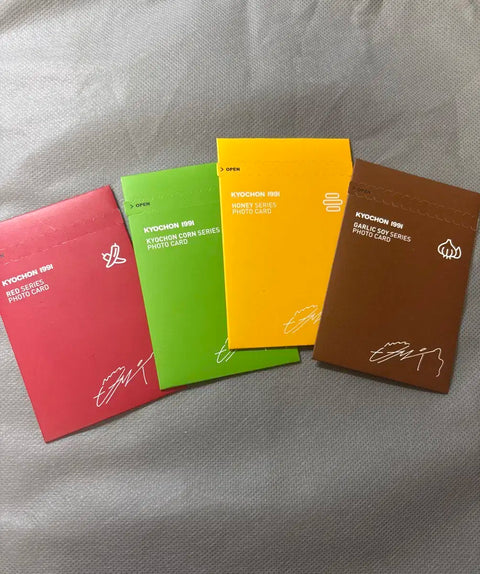 KYOCHON 1991
RED SERIES
PHOTO CARD
> OPEN
KYOCHON 1991
KYOCHON CORN SERIES
PHOTO CARD
> OPEN
KYOCHON 1991
HONEY SERIES
PHOTO CARD
> OPEN
KYOCHON 1991
GARLIC SOY SERIES
PHOTO CARD